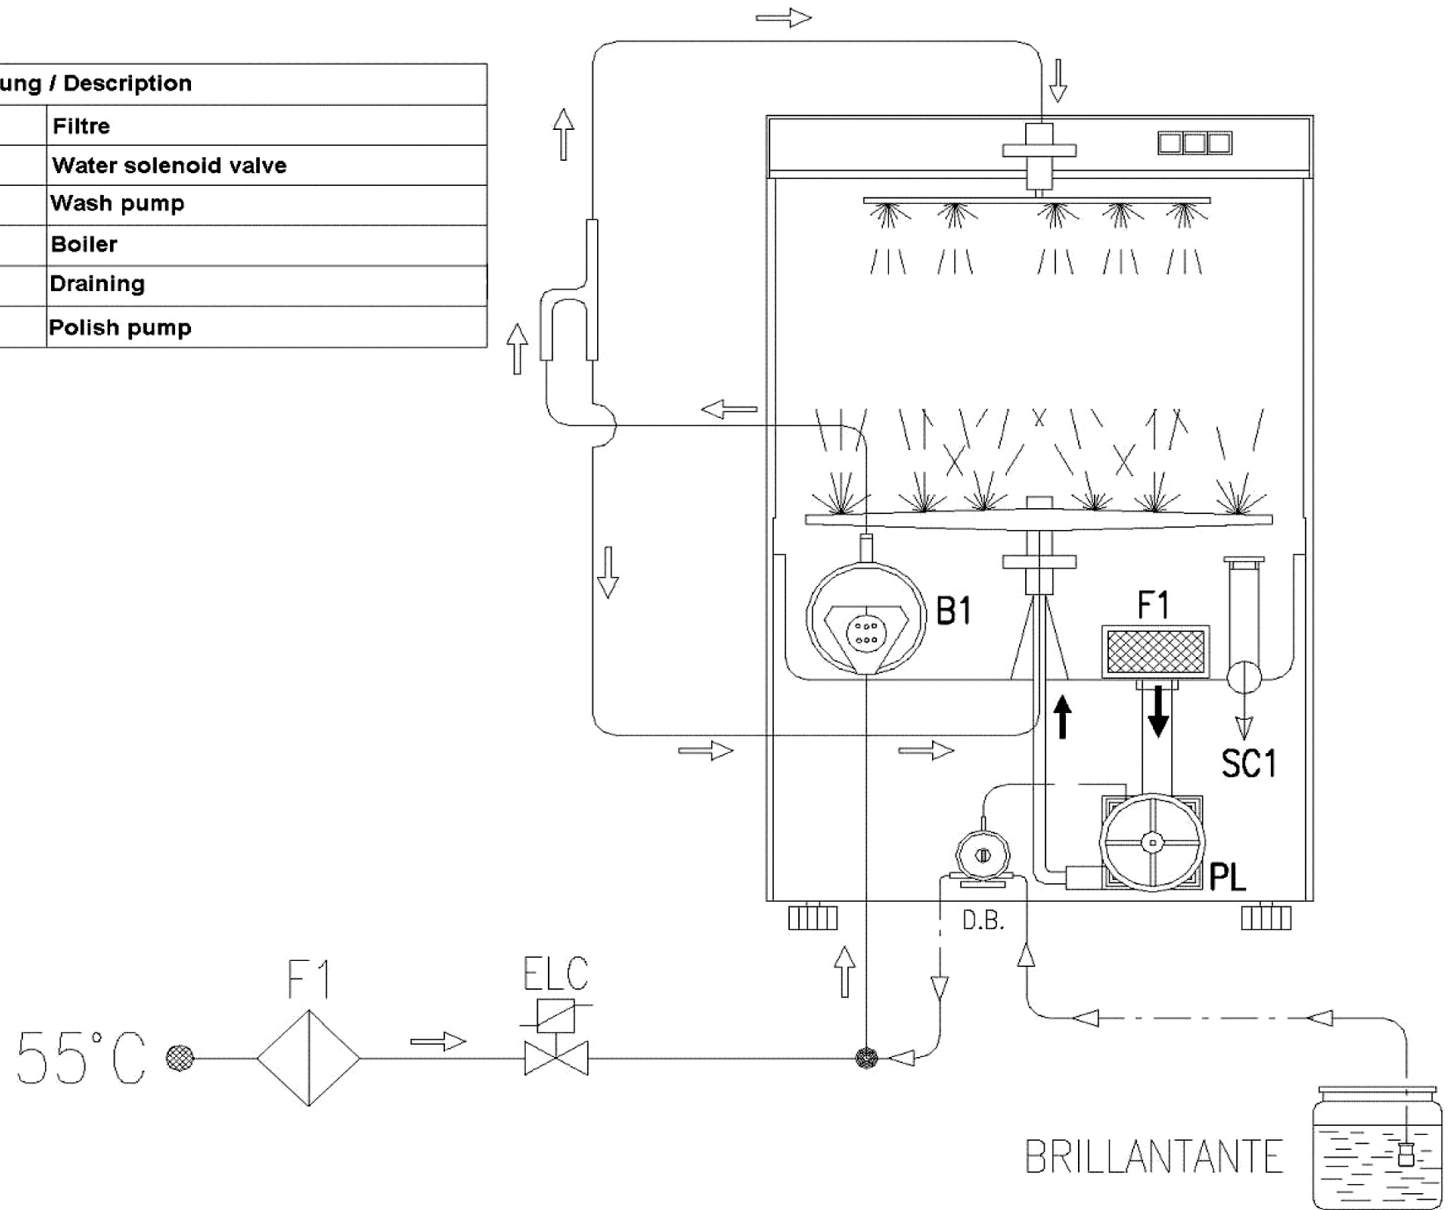 ung / Description
Filtre
Water solenoid valve
Wash pump
Boiler
Draining
Polish pump
B1
F1
SC1
PL
D.B.
ELC
F1
55°C
BRILLANTANTE